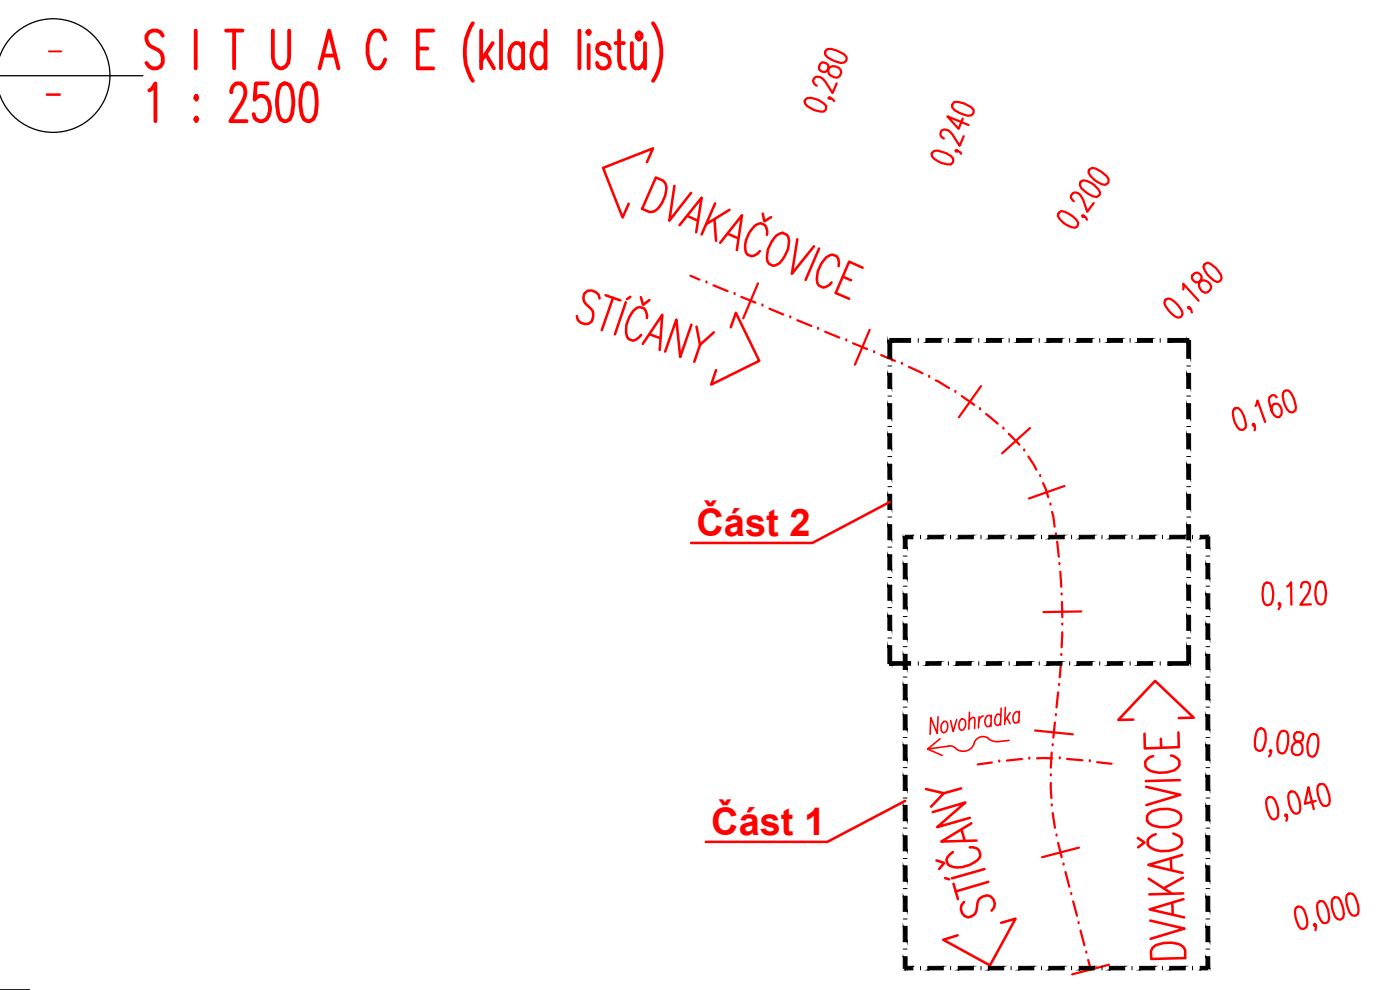 S I T U A C E (klad listů)
1 : 2500
0,280
0,240
0,200
0,180
0,160
0,120
0,080
0,040
0,000
DVAKAČOVICE
STÍČANY
Část 2
Novohradka
Část 1
STÍČANY
DVAKAČOVICE